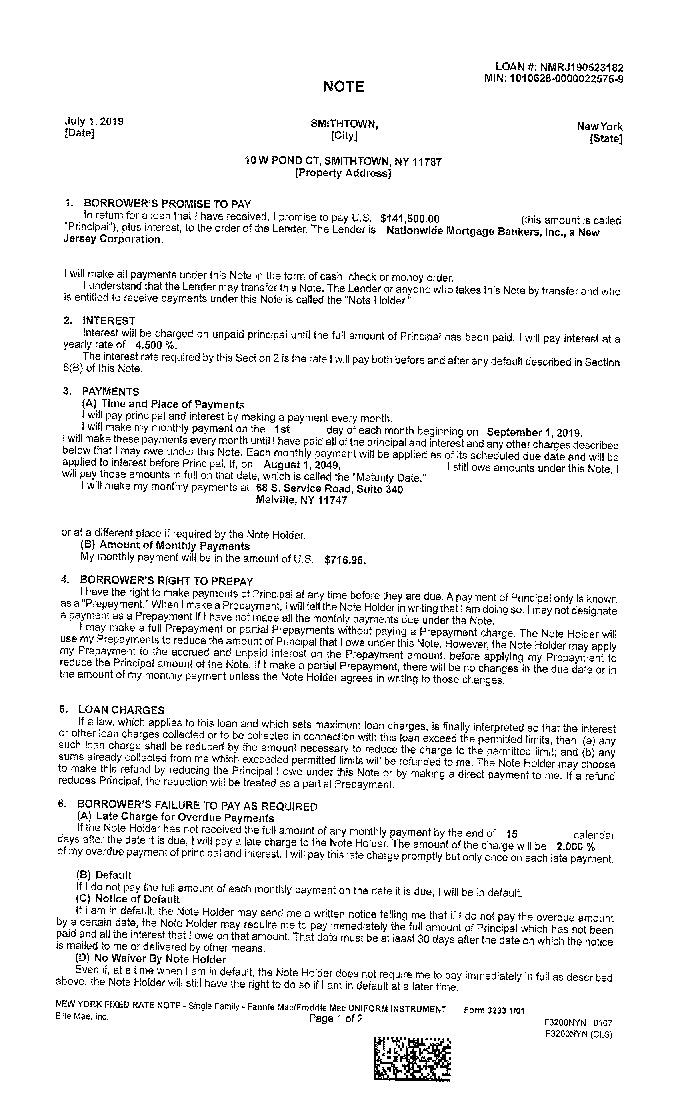 LOAN #: NMRJ190523182
MIN: 1010628-0000022576-9
NOTE
July 1, 2019
[Date]
SMITHTOWN,
[City]
New York
[State]
10 W POND CT, SMITHTOWN, NY 11787
[Property Address]
1. BORROWER'S PROMISE TO PAY
In return for a loan that I have received, I promise to pay U.S. $141,500.00 (this amount is called
"Principal"), plus interest, to the order of the Lender. The Lender is Nationwide Mortgage Bankers, Inc., a New
Jersey Corporation.
I will make all payments under this Note in the form of cash, check or money order.
I understand that the Lender may transfer this Note. The Lender or anyone who takes this Note by transfer and who
is entitled to receive payments under this Note is called the "Note Holder."
2. INTEREST
Interest will be charged on unpaid principal until the full amount of Principal has been paid. I will pay interest at a
yearly rate of 4.500 %.
The interest rate required by this Section 2 is the rate I will pay both before and after any default described in Section
6(B) of this Note.
3. PAYMENTS
(A) Time and Place of Payments
I will pay principal and interest by making a payment every month.
I will make my monthly payment on the 1st day of each month beginning on September 1, 2019.
I will make these payments every month until I have paid all of the principal and interest and any other charges described
below that I may owe under this Note. Each monthly payment will be applied as of its scheduled due date and will be
applied to interest before Principal. If, on August 1, 2049, I still owe amounts under this Note, I
will pay those amounts in full on that date, which is called the "Maturity Date."
I will make my monthly payments at 68 S. Service Road, Suite 340
Melville, NY 11747
or at a different place if required by the Note Holder.
(B) Amount of Monthly Payments
My monthly payment will be in the amount of U.S. $716.96.
4. BORROWER'S RIGHT TO PREPAY
I have the right to make payments of Principal at any time before they are due. A payment of Principal only is known
as a "Prepayment." When I make a Prepayment, I will tell the Note Holder in writing that I am doing so. I may not designate
a payment as a Prepayment if I have not made all the monthly payments due under the Note.
I may make a full Prepayment or partial Prepayments without paying a Prepayment charge. The Note Holder will
use my Prepayments to reduce the amount of Principal that I owe under this Note. However, the Note Holder may apply
my Prepayment to the accrued and unpaid interest on the Prepayment amount, before applying my Prepayment to
reduce the Principal amount of the Note. If I make a partial Prepayment, there will be no changes in the due date or in
the amount of my monthly payment unless the Note Holder agrees in writing to those changes.
5. LOAN CHARGES
If a law, which applies to this loan and which sets maximum loan charges, is finally interpreted so that the interest
or other loan charges collected or to be collected in connection with this loan exceed the permitted limits, then: (a) any
such loan charge shall be reduced by the amount necessary to reduce the charge to the permitted limit; and (b) any
sums already collected from me which exceeded permitted limits will be refunded to me. The Note Holder may choose
to make this refund by reducing the Principal I owe under this Note or by making a direct payment to me. If a refund
reduces Principal, the reduction will be treated as a partial Prepayment.
6. BORROWER'S FAILURE TO PAY AS REQUIRED
(A) Late Charge for Overdue Payments
If the Note Holder has not received the full amount of any monthly payment by the end of 15 calendar
days after the date it is due, I will pay a late charge to the Note Holder. The amount of the charge will be 2.000 %
of my overdue payment of principal and interest. I will pay this late charge promptly but only once on each late payment.
(B) Default
If I do not pay the full amount of each monthly payment on the date it is due, I will be in default.
(C) Notice of Default
If I am in default, the Note Holder may send me a written notice telling me that if I do not pay the overdue amount
by a certain date, the Note Holder may require me to pay immediately the full amount of Principal which has not been
paid and all the interest that I owe on that amount. That date must be at least 30 days after the date on which the notice
is mailed to me or delivered by other means.
(D) No Waiver By Note Holder
Even if, at a time when I am in default, the Note Holder does not require me to pay immediately in full as described
above, the Note Holder will still have the right to do so if I am in default at a later time.
NEW YORK FIXED RATE NOTE - Single Family - Fannie Mae/Freddie Mac UNIFORM INSTRUMENT Form 3233 1/01
Ellie Mae, Inc.
Page 1 of 2
F3200NYN 0107
F3200NYN (CLS)